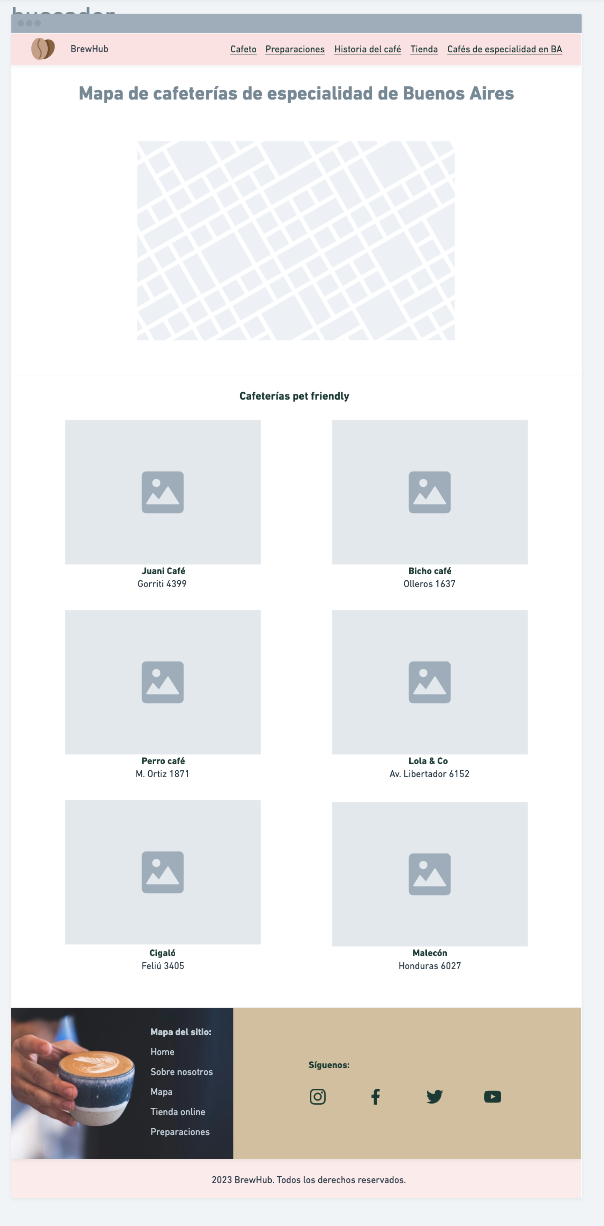 buscador
BrewHub
Cafeto Preparaciones Historia del café Tienda Cafés de especialidad en BA
Mapa de cafeterías de especialidad de Buenos Aires
Cafeterías pet friendly
Juani Café
Gorriti 4399
Bicho café
Olleros 1637
Perro café
M. Ortiz 1871
Lola & Co
Av. Libertador 6152
Cigaló
Feliú 3405
Malecón
Honduras 6027
Mapa del sitio:
Home
Sobre nosotros
Mapa
Tienda online
Preparaciones
Síguenos:
2023 BrewHub. Todos los derechos reservados.